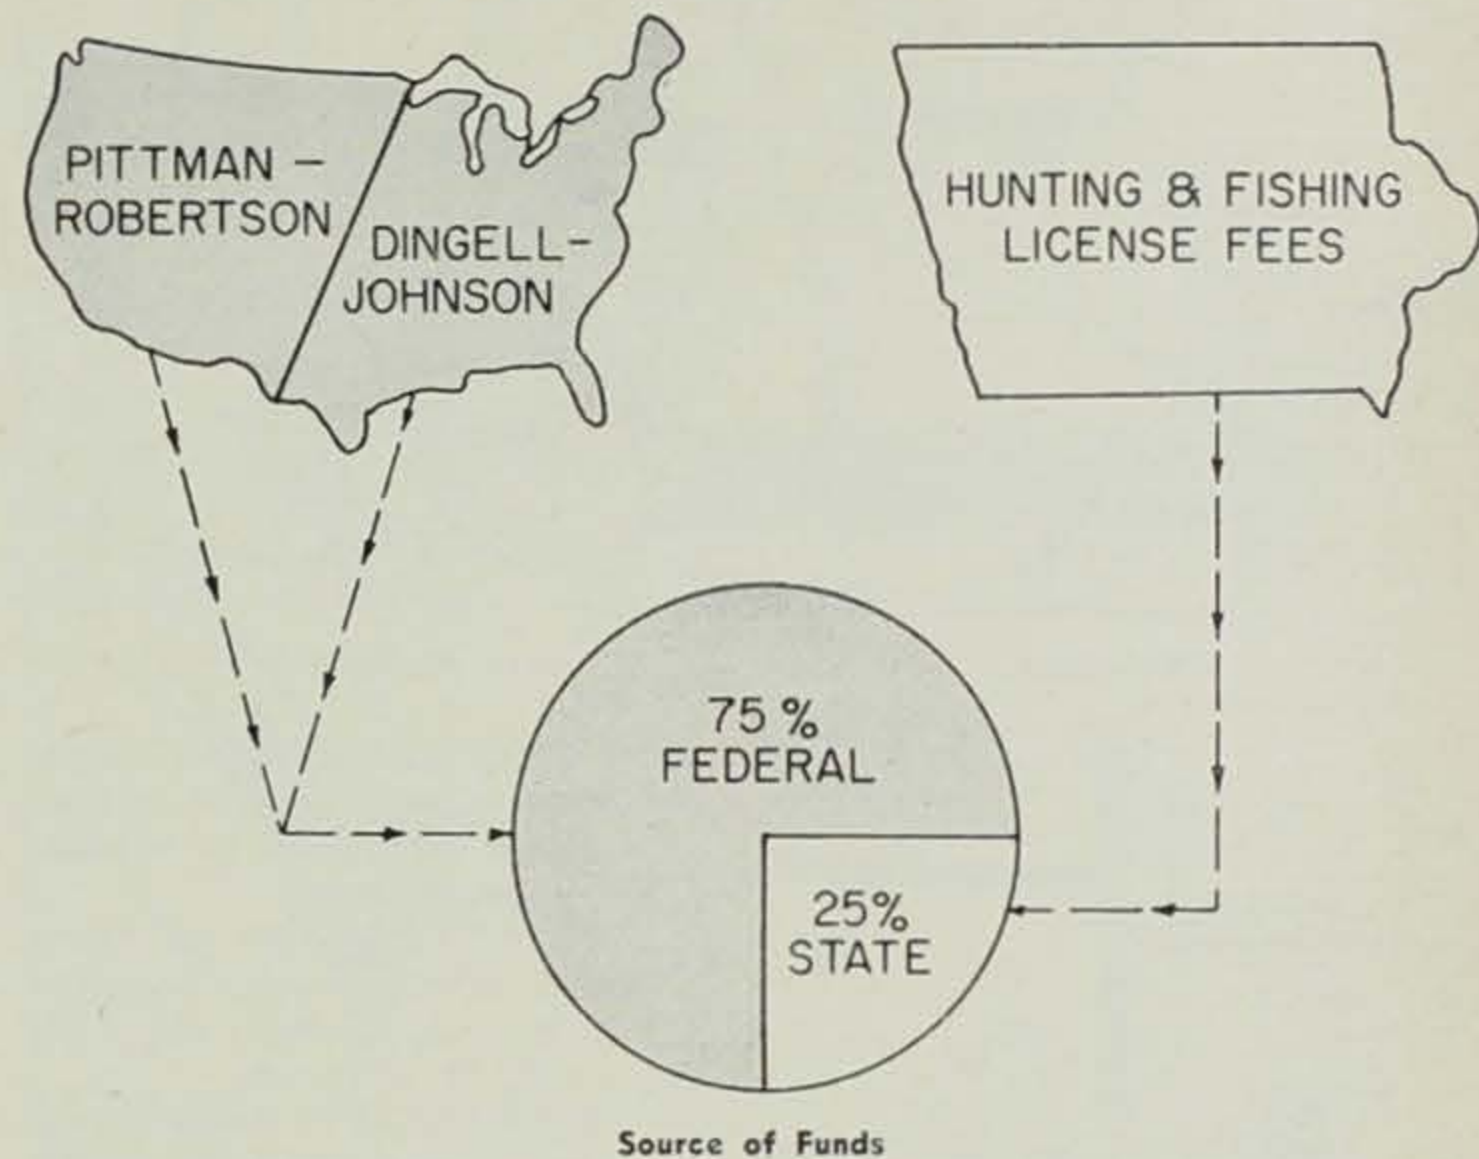 PITTMAN –
ROBERTSON
DINGELL-
JOHNSON
HUNTING & FISHING
LICENSE FEES
75 %
FEDERAL
25%
STATE
Source of Funds